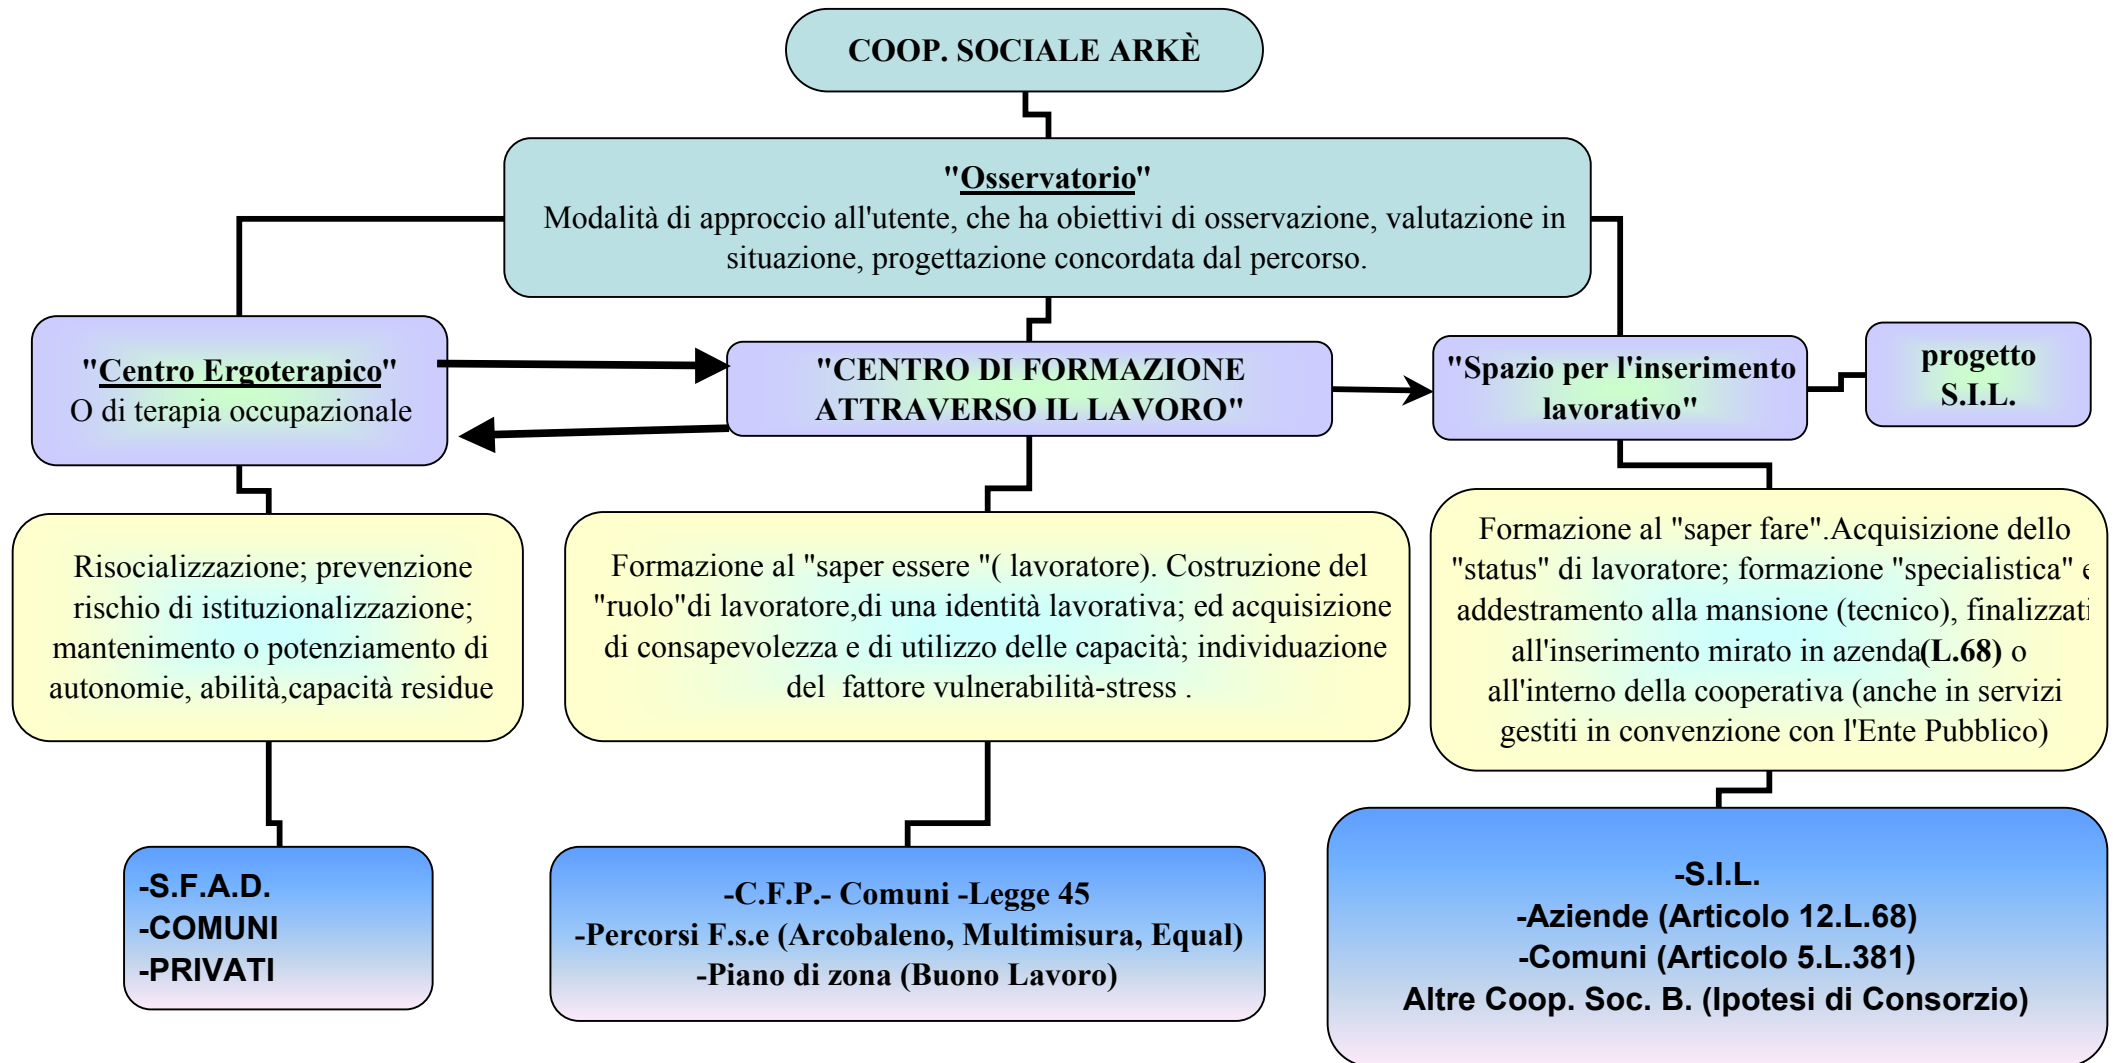 COOP. SOCIALE ARKÈ
"Osservatorio"
Modalità di approccio all'utente, che ha obiettivi di osservazione, valutazione in
situazione, progettazione concordata dal percorso.
"Centro Ergoterapico"
O di terapia occupazionale
"CENTRO DI FORMAZIONE
ATTRAVERSO IL LAVORO"
"Spazio per l'inserimento
lavorativo"
progetto
S.I.L.
Risocializzazione; prevenzione
rischio di istituzionalizzazione;
mantenimento o potenziamento di
autonomie, abilità,capacità residue
Formazione al "saper essere "( lavoratore). Costruzione del
"ruolo"di lavoratore,di una identità lavorativa; ed acquisizione
di consapevolezza e di utilizzo delle capacità; individuazione
del fattore vulnerabilità-stress .
Formazione al "saper fare".Acquisizione dello
"status" di lavoratore; formazione "specialistica" e
addestramento alla mansione (tecnico), finalizzati
all'inserimento mirato in azenda(L.68) o
all'interno della cooperativa (anche in servizi
gestiti in convenzione con l'Ente Pubblico)
-S.F.A.D.
-COMUNI
-PRIVATI
-C.F.P.- Comuni -Legge 45
-Percorsi F.s.e (Arcobaleno, Multimisura, Equal)
-Piano di zona (Buono Lavoro)
-S.I.L.
-Aziende (Articolo 12.L.68)
-Comuni (Articolo 5.L.381)
Altre Coop. Soc. B. (Ipotesi di Consorzio)